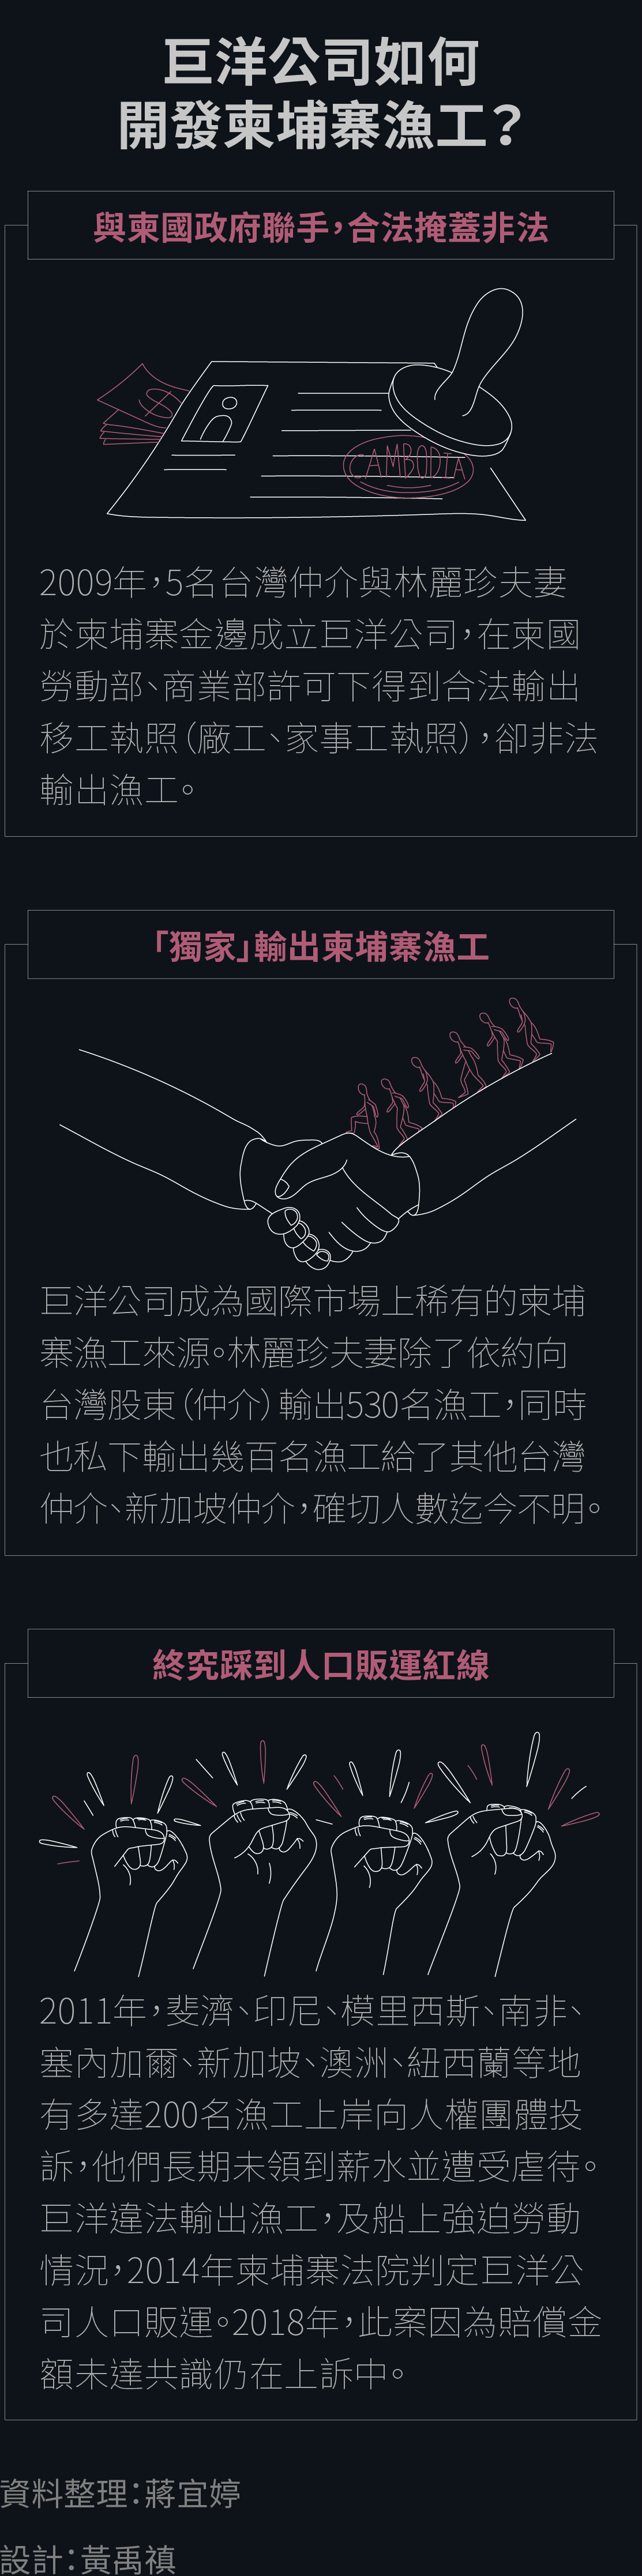 巨洋公司如何
開發柬埔寨漁工？
與柬國政府聯手，合法掩蓋非法
CAMBODIA
2009年，5名台灣仲介與林麗珍夫妻
於柬埔寨金邊成立巨洋公司，在柬國
勞動部、商業部許可下得到合法輸出
移工執照（廠工、家事工執照），卻非法
輸出漁工。
「獨家」輸出柬埔寨漁工
巨洋公司成為國際市場上稀有的柬埔
寨漁工來源。林麗珍夫妻除了依約向
台灣股東（仲介）輸出530名漁工，同時
也私下輸出幾百名漁工給了其他台灣
仲介、新加坡仲介，確切人數迄今不明。
終究踩到人口販運紅線
2011年，斐濟、印尼、模里西斯、南非、
塞內加爾、新加坡、澳洲、紐西蘭等地
有多達200名漁工上岸向人權團體投
訴，他們長期未領到薪水並遭受虐待。
巨洋違法輸出漁工，及船上強迫勞動
情況，2014年柬埔寨法院判定巨洋公
司人口販運。2018年，此案因為賠償金
額未達共識仍在上訴中。
資料整理：蔣宜婷
設計：黃禹禛